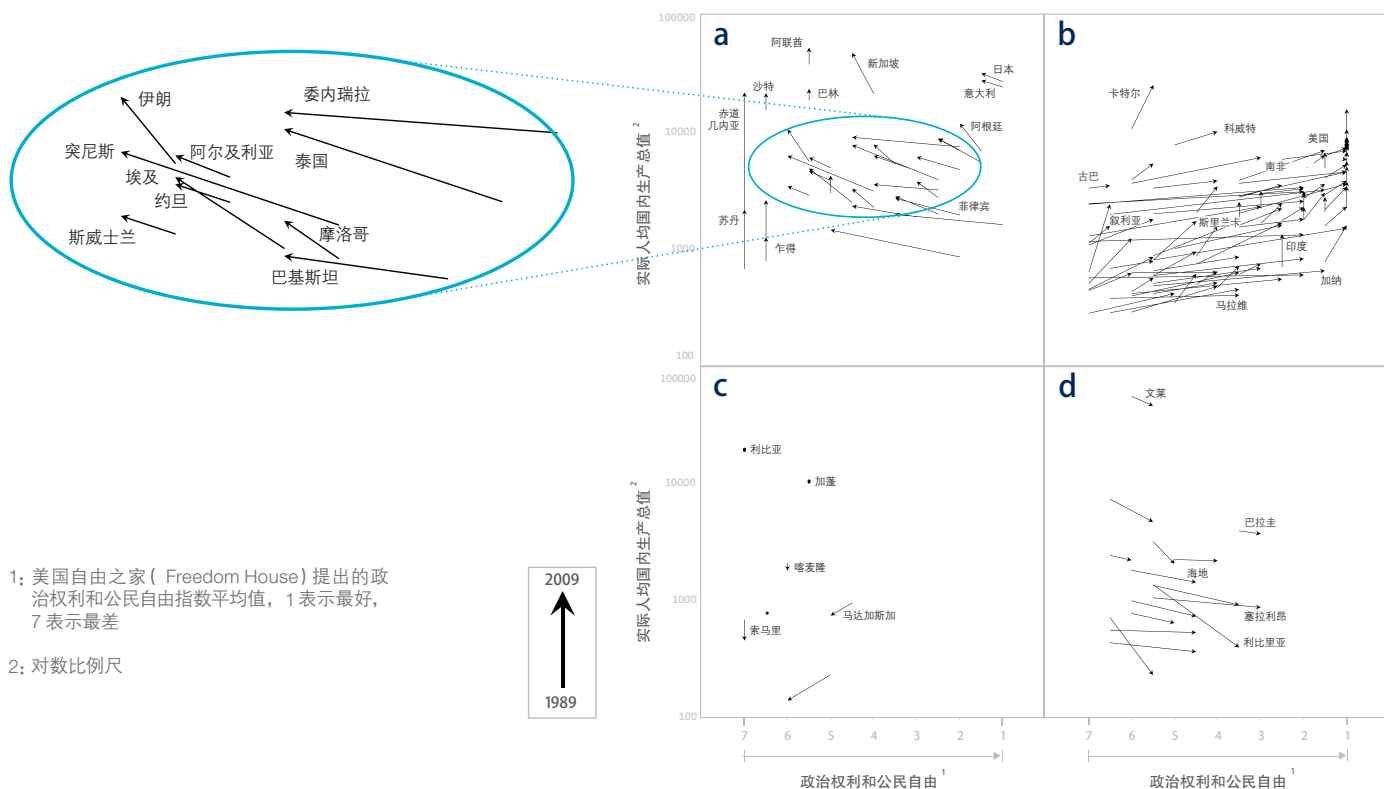 伊朗
委内瑞拉
突尼斯
阿尔及利亚
泰国
埃及
约旦
斯威士兰
摩洛哥
巴基斯坦
1: 美国自由之家( Freedom House) 提出的政
治权利和公民自由指数平均值，1 表示最好，
7 表示最差
2: 对数比例尺
2009
1989
实际人均国内生产总值 2
100000
10000
1000
100
a
阿联酋
新加坡
日本
意大利
沙特
巴林
赤道
几内亚
阿根廷
苏丹
乍得
菲律宾
b
卡特尔
科威特
美国
古巴
南非
叙利亚
斯里兰卡
印度
加纳
马拉维
实际人均国内生产总值 2
100000
10000
1000
100
c
利比亚
加蓬
喀麦隆
马达加斯加
索马里
d
文莱
巴拉圭
海地
塞拉利昂
利比里亚
7 6 5 4 3 2 1
政治权利和公民自由 1
7 6 5 4 3 2 1
政治权利和公民自由 1